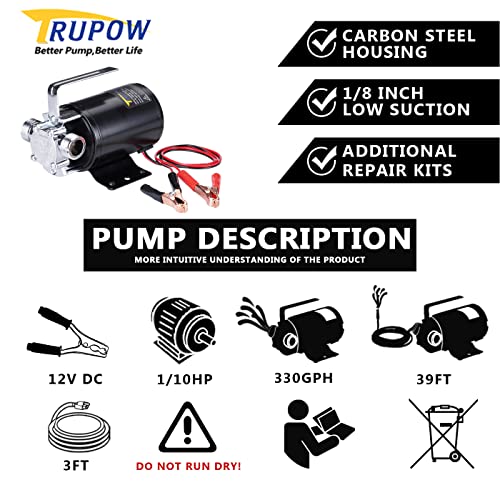 TRUPOW
Better Pump,Better Life
CARBON STEEL
HOUSING
1/8 INCH
LOW SUCTION
ADDITIONAL
REPAIR KITS
PUMP DESCRIPTION
MORE INTUITIVE UNDERSTANDING OF THE PRODUCT
12V DC
1/10HP
330GPH
39FT
3FT
DO NOT RUN DRY!